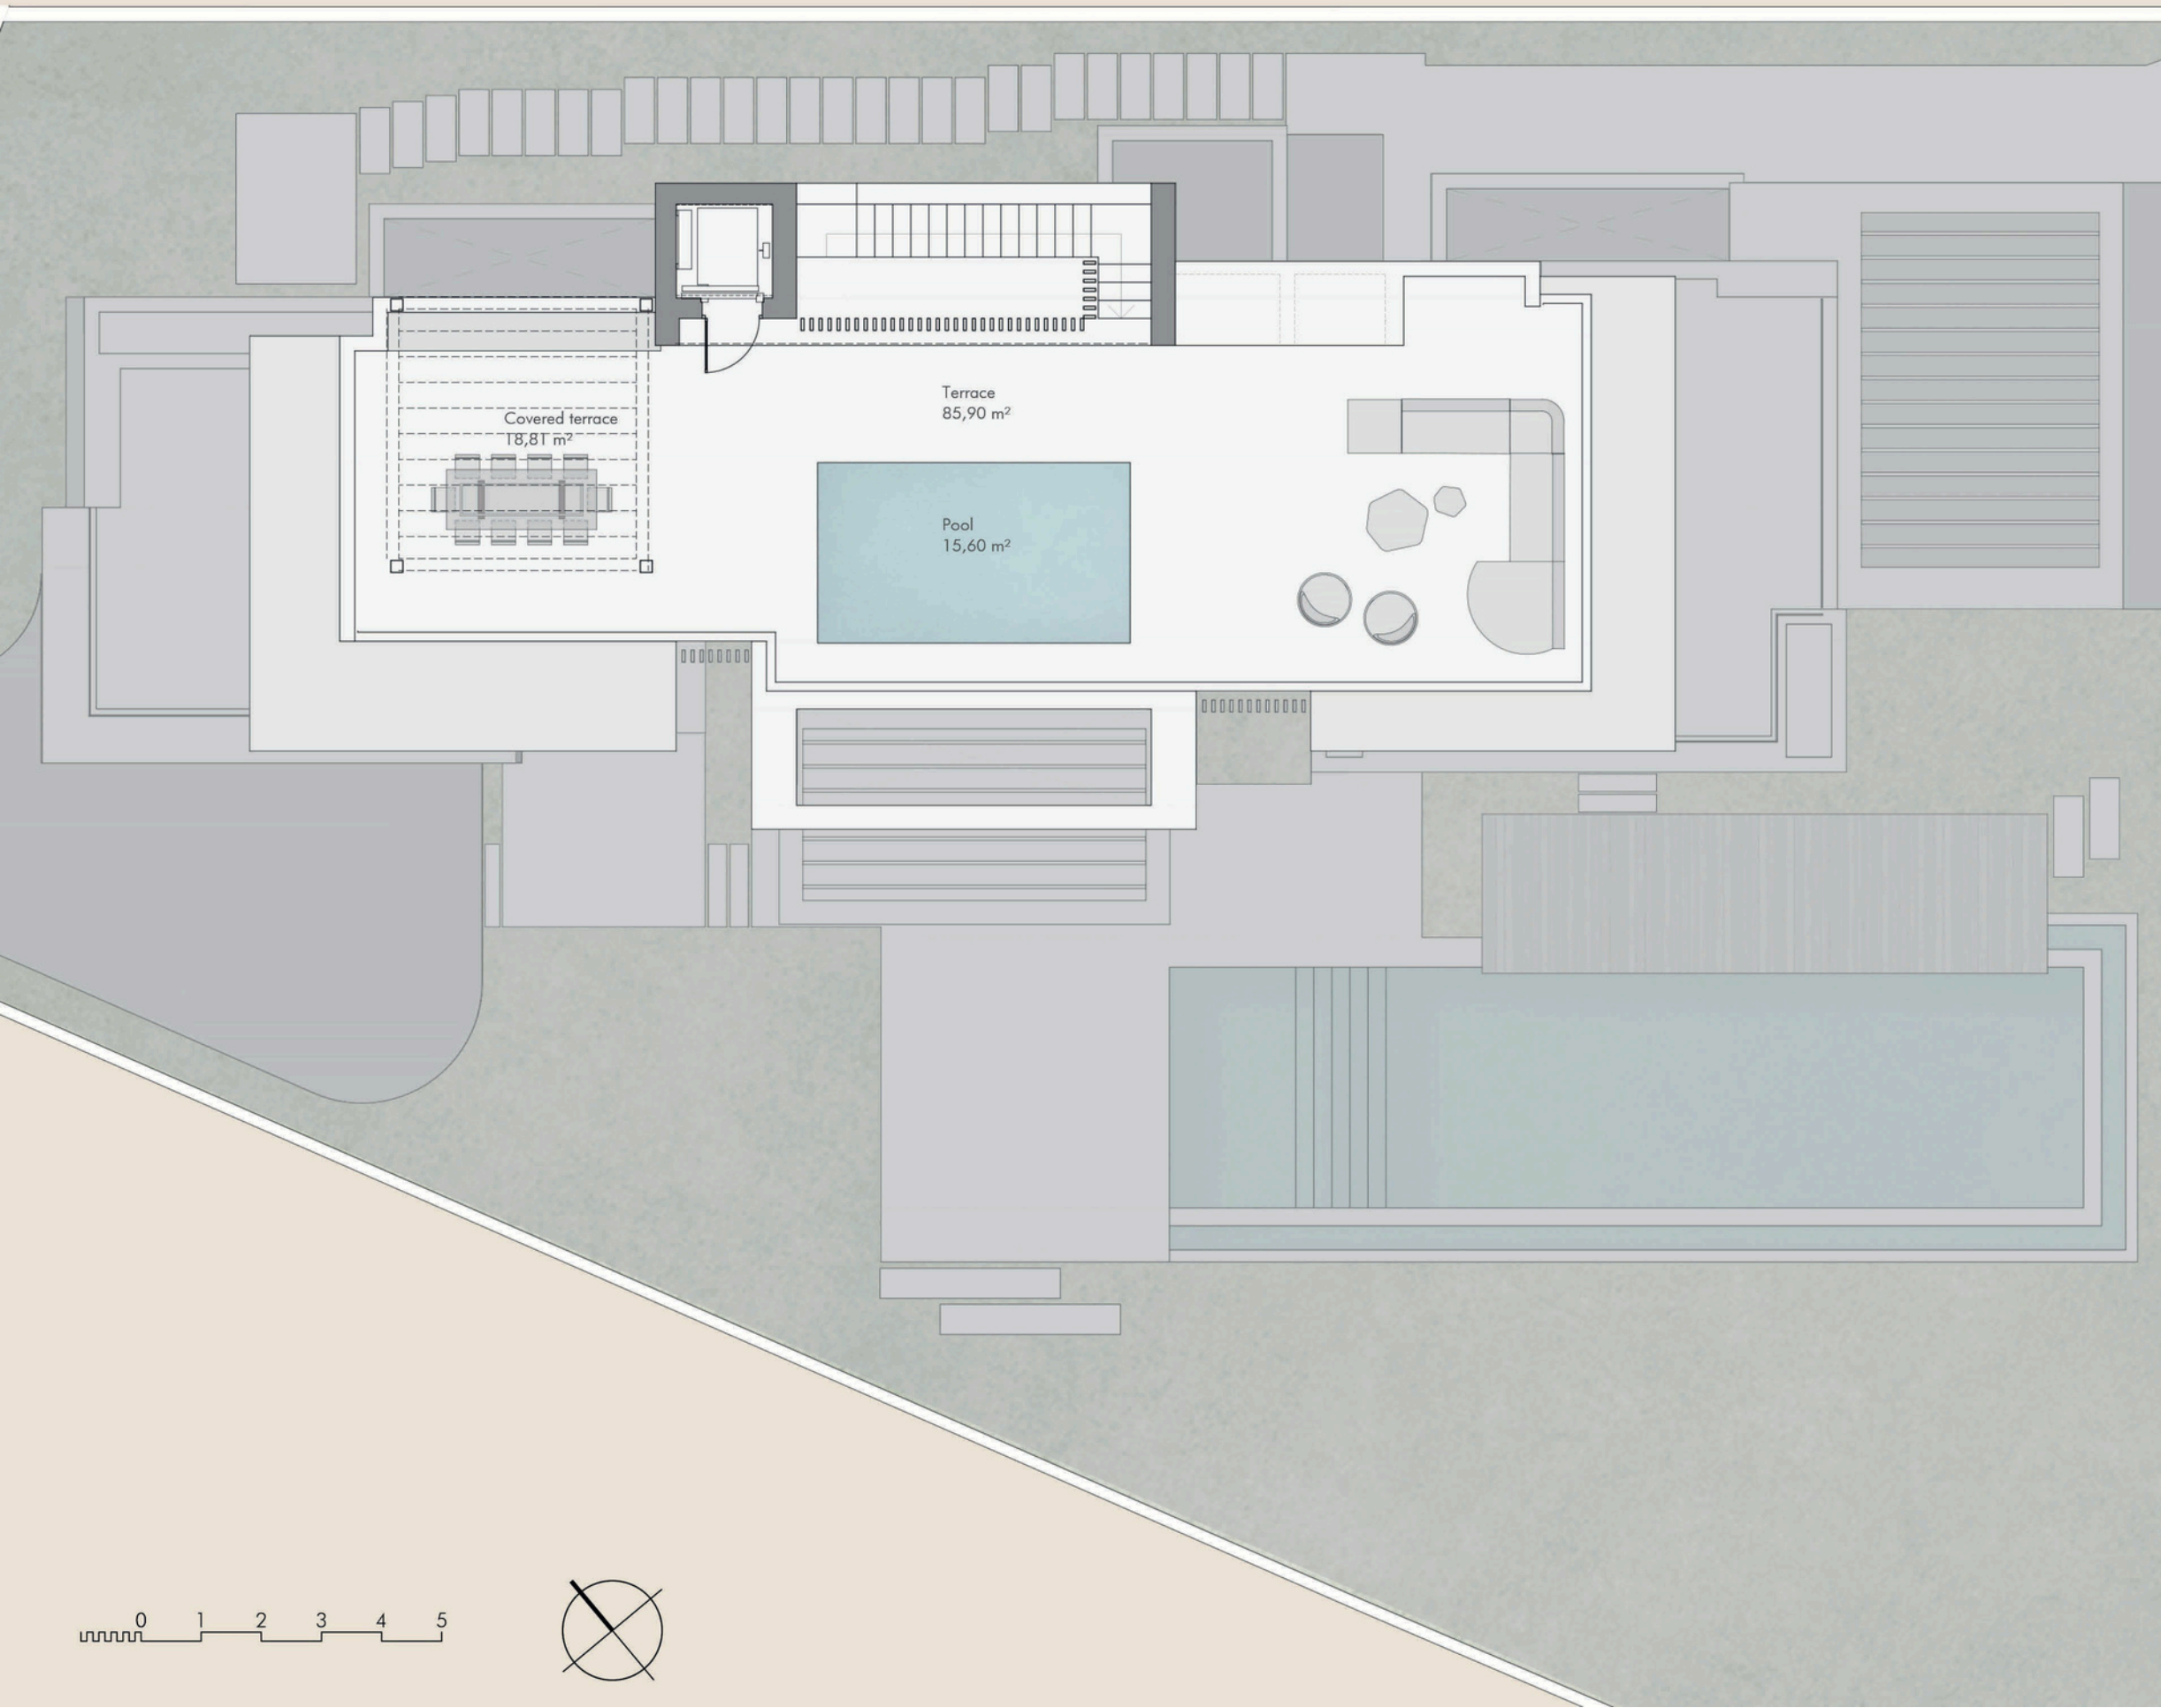 Terrace
85,90 m²
Covered terrace
18,81 m²
Pool
15,60 m²
0 1 2 3 4 5